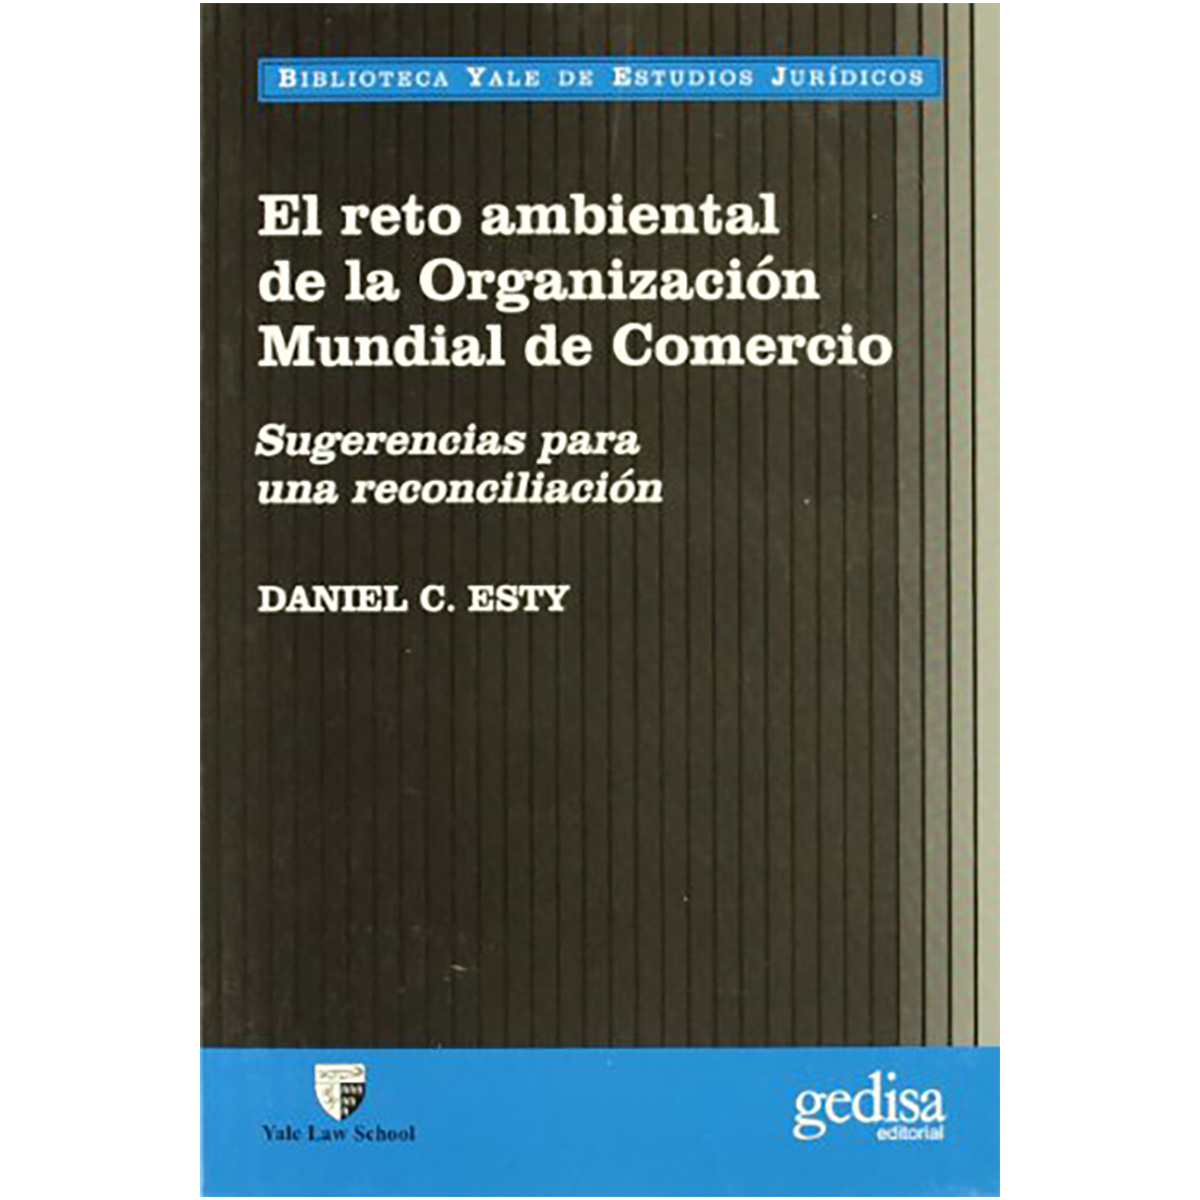 BIBLIOTECA YALE DE ESTUDIOS JURÍDICOS
El reto ambiental
de la Organización
Mundial de Comercio
Sugerencias para
una reconciliación
DANIEL C. ESTY
Yale Law School
gedisa
editorial